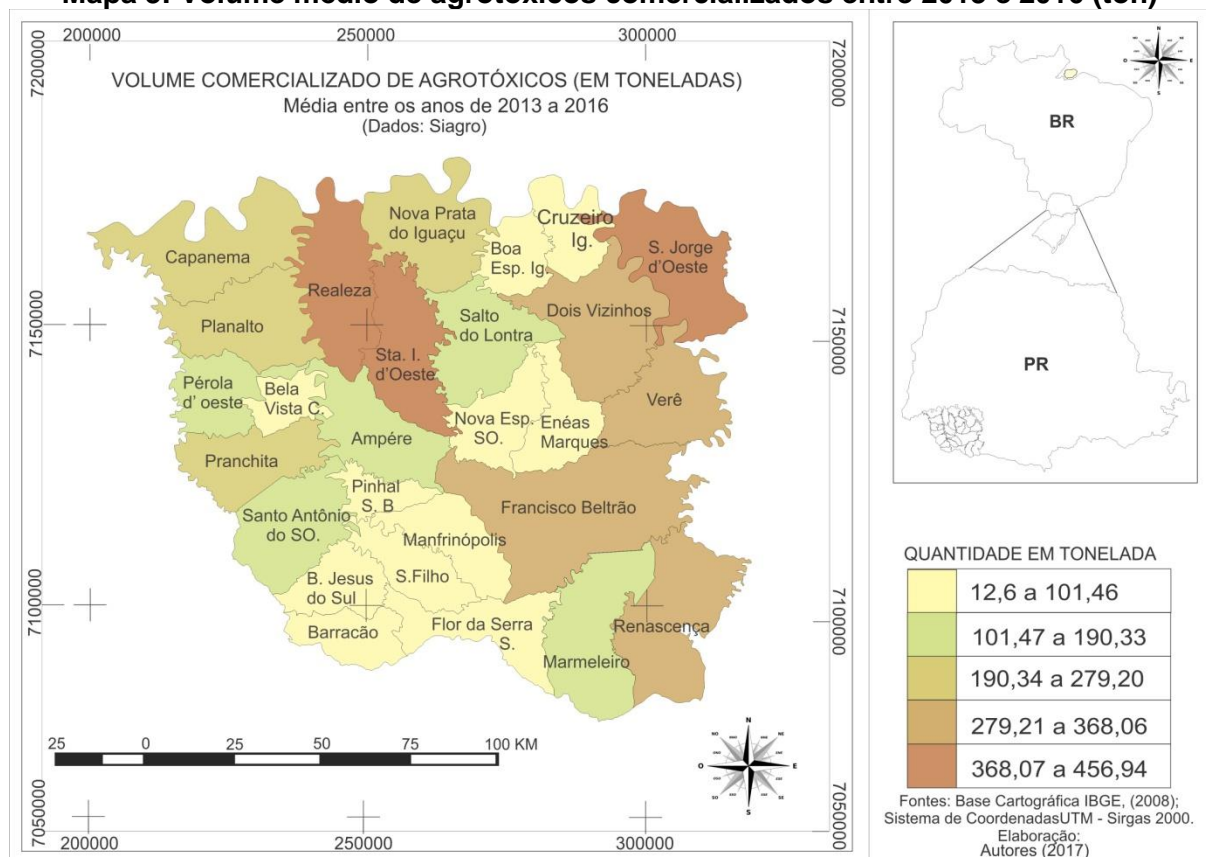 Mapa 3: Volume médio de agrotóxicos comercializados entre 2013 e 2016 (ton)
200000 250000 300000
7200000 7200000
VOLUME COMERCIALIZADO DE AGROTÓXICOS (EM TONELADAS)
Média entre os anos de 2013 a 2016
(Dados: Siagro)
Nova Prata
do Iguaçu
Cruzeiro
Ig.
Boa
Esp. Ig.
S. Jorge
d'Oeste
Capanema
Realeza
Dois Vizinhos
Planalto
Salto
do Lontra
7150000 7150000
Sta. I.
d'Oeste
Pérola
d' oeste
Bela
Vista C.
Verê
Nova Esp.
SO.
Enéas
Marques
Ampére
Pranchita
Pinhal
S. B
Francisco Beltrão
Santo Antônio
do SO.
Manfrinópolis
B. Jesus
do Sul
S.Filho
7100000 7100000
Barracão
Flor da Serra
S.
Renascença
Marmeleiro
25 0 25 50 75 100 KM
N
O E
S
7050000 7050000
200000 250000 300000
N
O E
S
BR
PR
QUANTIDADE EM TONELADA
12,6 a 101,46
101,47 a 190,33
190,34 a 279,20
279,21 a 368,06
368,07 a 456,94
Fontes: Base Cartográfica IBGE, (2008);
Sistema de CoordenadasUTM - Sirgas 2000.
Elaboração:
Autores (2017)